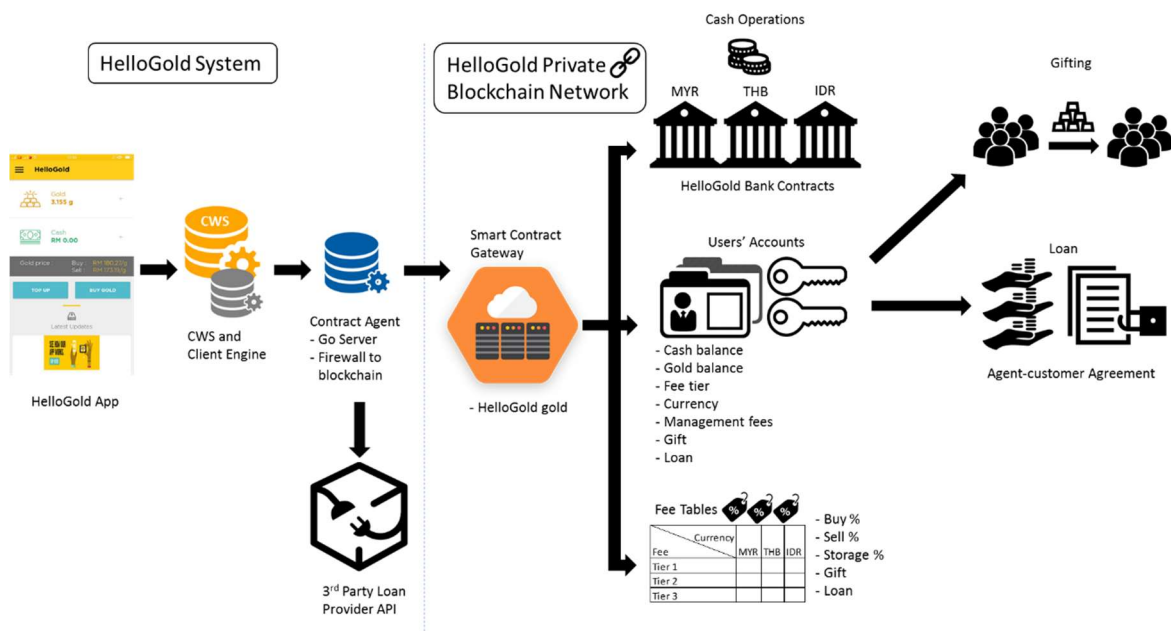 HelloGold System
HelloGold Private
Blockchain Network
Cash Operations
MYR
THB
IDR
HelloGold Bank Contracts
Gifting
HelloGold
Gold
3.155 g
Cash
RM 0.00
Gold price
Buy :
Sell :
TOP UP
BUY GOLD
Latest Updates
HelloGold App
CWS
CWS and
Client Engine
Contract Agent
- Go Server
- Firewall to
blockchain
3rd Party Loan
Provider API
Smart Contract
Gateway
- HelloGold gold
Users' Accounts
- Cash balance
- Gold balance
- Fee tier
- Currency
- Management fees
- Gift
- Loan
Loan
Agent-customer Agreement
Fee Tables
% % %
Currency
Fee
MYR THB IDR
Tier 1
Tier 2
Tier 3
- Buy %
- Sell %
- Storage %
- Gift
- Loan